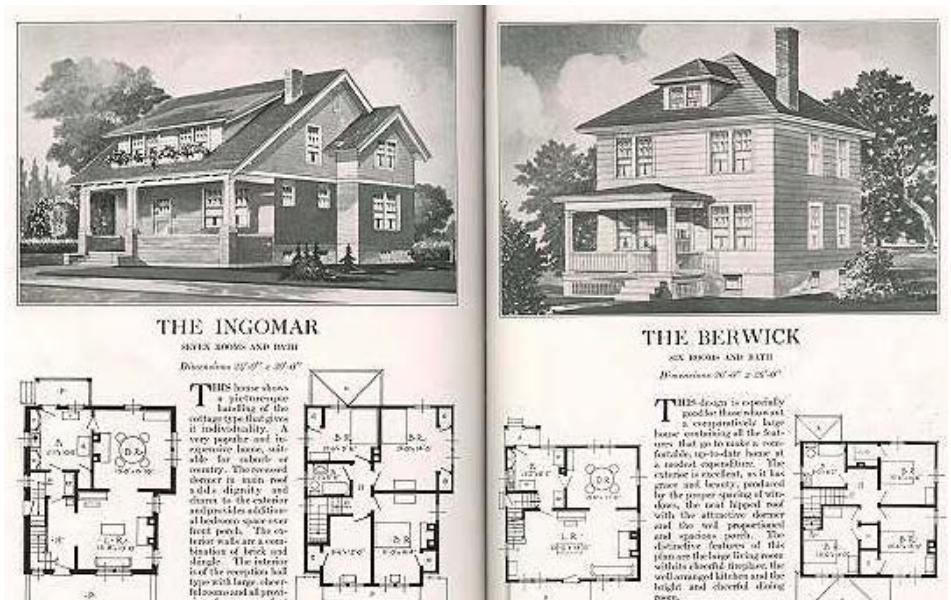 THE INGOMAR
SEVEN ROOMS AND BATH
THIS house shows
a picturesque
handling of the
cottage type that gives
it individuality. A
very popular and in-
expensive home, suit-
able for suburb or
country. The recessed
dormer in main roof
adds dignity and
charm to the exterior
and provides addition-
al bedroom space over
front porch. The ex-
terior walls are a com-
bination of brick and
shingle. The interior
is of the reception hall
type with large, cheer-
ful rooms and all provi-
THE BERWICK
SIX ROOMS AND BATH
THIS design is especially
good for those who want
a comparatively large
house containing all the feat-
ures that go to make a com-
fortable, up-to-date home at
a modest expenditure. The
exterior is excellent, as it has
grace and beauty, produced
by the proper spacing of win-
dows, the neat hipped roof
with the attractive dormer
and the well proportioned
and spacious porch. The
distinctive features of this
plan are the large living room
with its cheerful fireplace, the
well arranged kitchen and the
bright and cheerful dining
room.
D.R.
L.R.
B.R.
B.R.
B.R.
D.R.
L.R.
B.R.
B.R.
B.R.